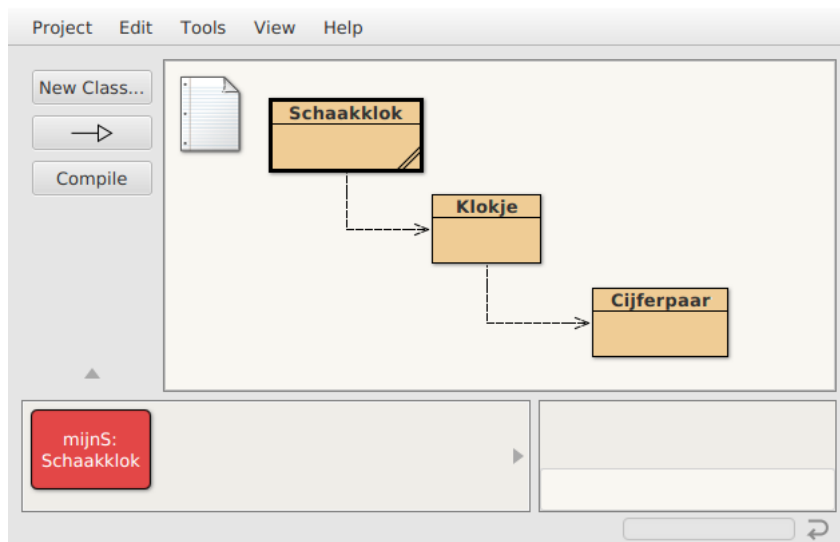 Project Edit Tools View Help
New Class...
Compile
Schaakklok
Klokje
Cijferpaar
mijnS:
Schaakklok